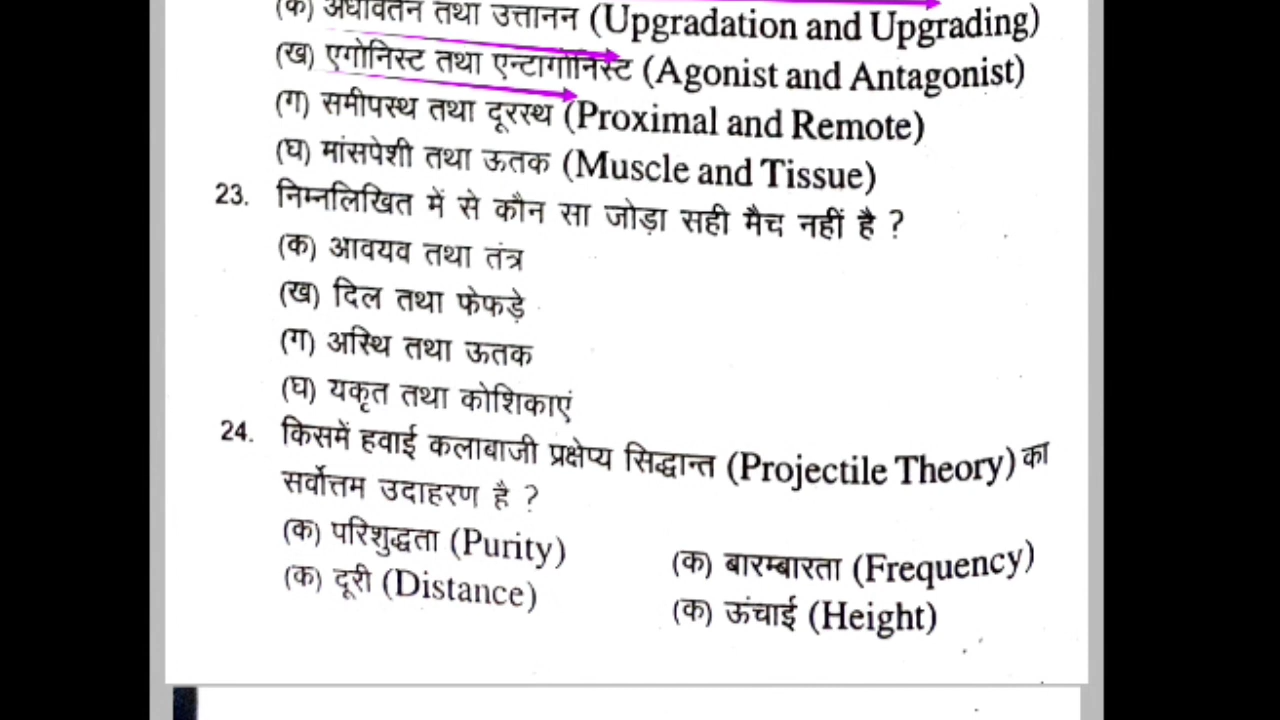 (क) अधोवर्तन तथा उत्तानन (Upgradation and Upgrading)
(ख) एगोनिस्ट तथा एन्टागोनिस्ट (Agonist and Antagonist)
(ग) समीपस्थ तथा दूरस्थ (Proximal and Remote)
(घ) मांसपेशी तथा ऊतक (Muscle and Tissue)
23. निम्नलिखित में से कौन सा जोड़ा सही मैच नहीं है ?
(क) आवयव तथा तंत्र
(ख) दिल तथा फेफड़े
(ग) अस्थि तथा ऊतक
(घ) यकृत तथा कोशिकाएं
24. किसमें हवाई कलाबाजी प्रक्षेप्य सिद्धान्त (Projectile Theory) का
सर्वोत्तम उदाहरण है ?
(क) परिशुद्धता (Purity) (क) बारम्बारता (Frequency)
(क) दूरी (Distance) (क) ऊंचाई (Height)